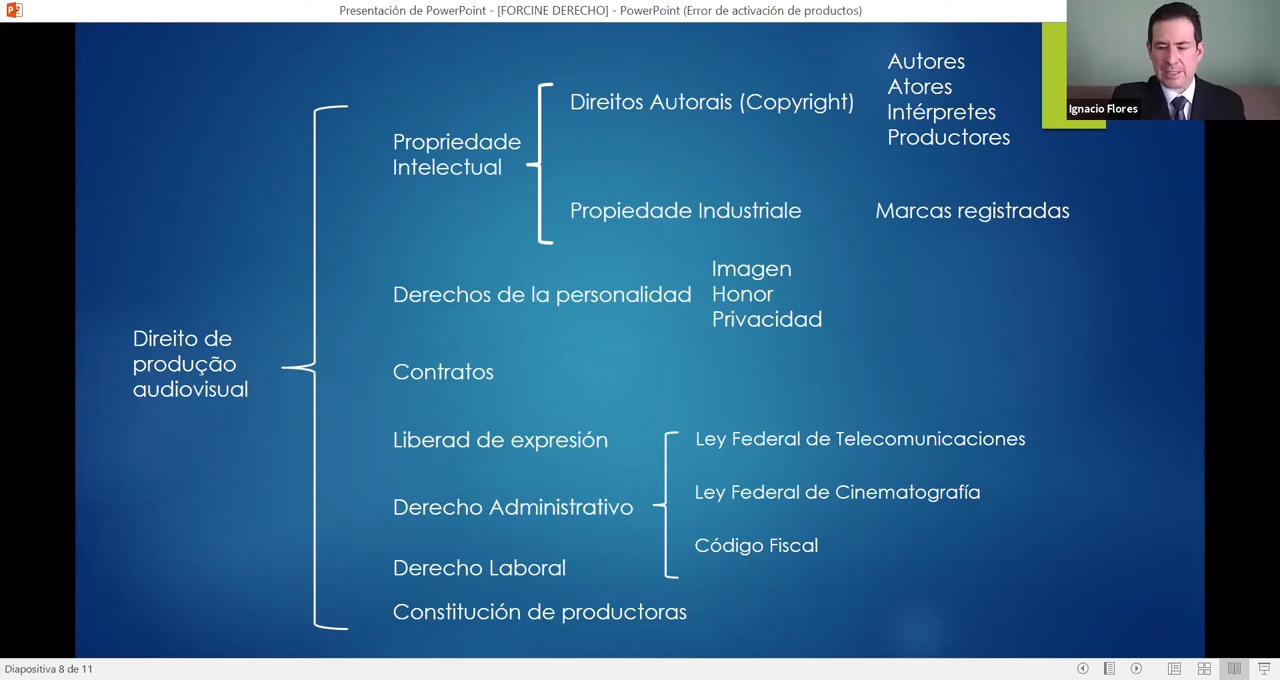 Presentación de PowerPoint - [FORCINE DERECHO] - PowerPoint (Error de activación de productos)
Ignacio Flores
Direito de
produção
audiovisual
Propriedade
Intelectual
Direitos Autorais (Copyright)
Autores
Atores
Intérpretes
Productores
Propiedade Industriale
Marcas registradas
Derechos de la personalidad
Imagen
Honor
Privacidad
Contratos
Liberad de expresión
Derecho Administrativo
Ley Federal de Telecomunicaciones
Ley Federal de Cinematografía
Código Fiscal
Derecho Laboral
Constitución de productoras
Diapositiva 8 de 11